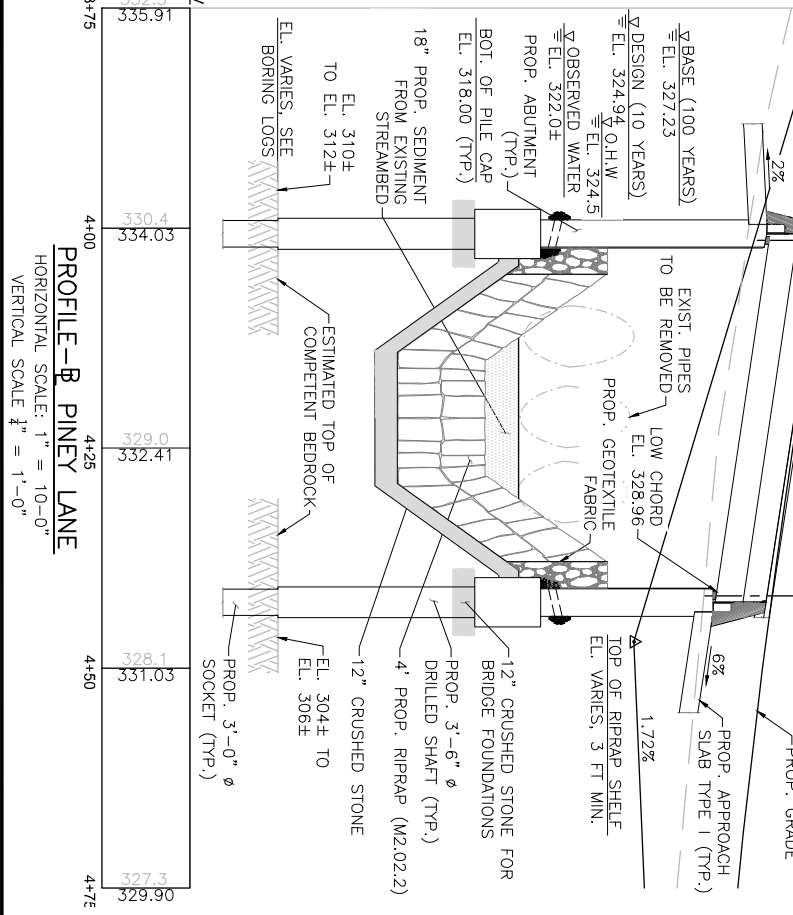 2%
BASE (100 YEARS)
EL. 327.23
DESIGN (10 YEARS)
EL. 324.94
O.H.W
EL. 324.5
OBSERVED WATER
EL. 322.0±
PROP. ABUTMENT
(TYP.)
BOT. OF PILE CAP
EL. 318.00 (TYP.)
18" PROP. SEDIMENT
FROM EXISTING
STREAMBED
EL. 310±
TO EL. 312±
EL. VARIES, SEE
BORING LOGS
EXIST. PIPES
TO BE REMOVED
LOW CHORD
EL. 328.96
PROP. GEOTEXTILE
FABRIC
ESTIMATED TOP OF
COMPETENT BEDROCK
PROP. GRADE
PROP. APPROACH
SLAB TYPE I (TYP.)
6%
1.72%
TOP OF RIPRAP SHELF
EL. VARIES, 3 FT MIN.
12" CRUSHED STONE FOR
BRIDGE FOUNDATIONS
PROP. 3'-6" ø
DRILLED SHAFT (TYP.)
4' PROP. RIPRAP (M2.02.2)
12" CRUSHED STONE
EL. 304± TO
EL. 306±
PROP. 3'-0" ø
SOCKET (TYP.)
335.91
330.4
334.03
329.0
332.41
328.1
331.03
327.3
329.90
4+00
4+25
4+50
4+75
PROFILE-℄ PINEY LANE
HORIZONTAL SCALE: 1" = 10-0"
VERTICAL SCALE ¼" = 1'-0"